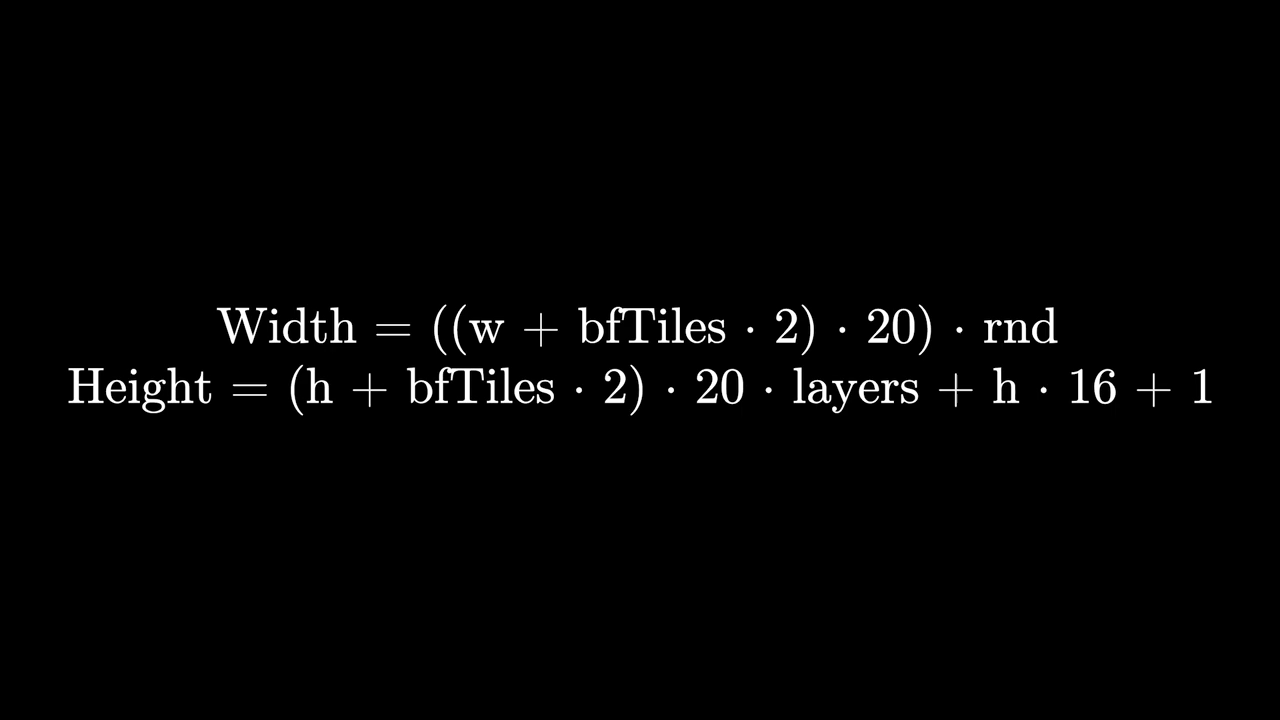 Width = ((w + bfTiles · 2) · 20) · rnd
Height = (h + bfTiles · 2) · 20 · layers + h · 16 + 1